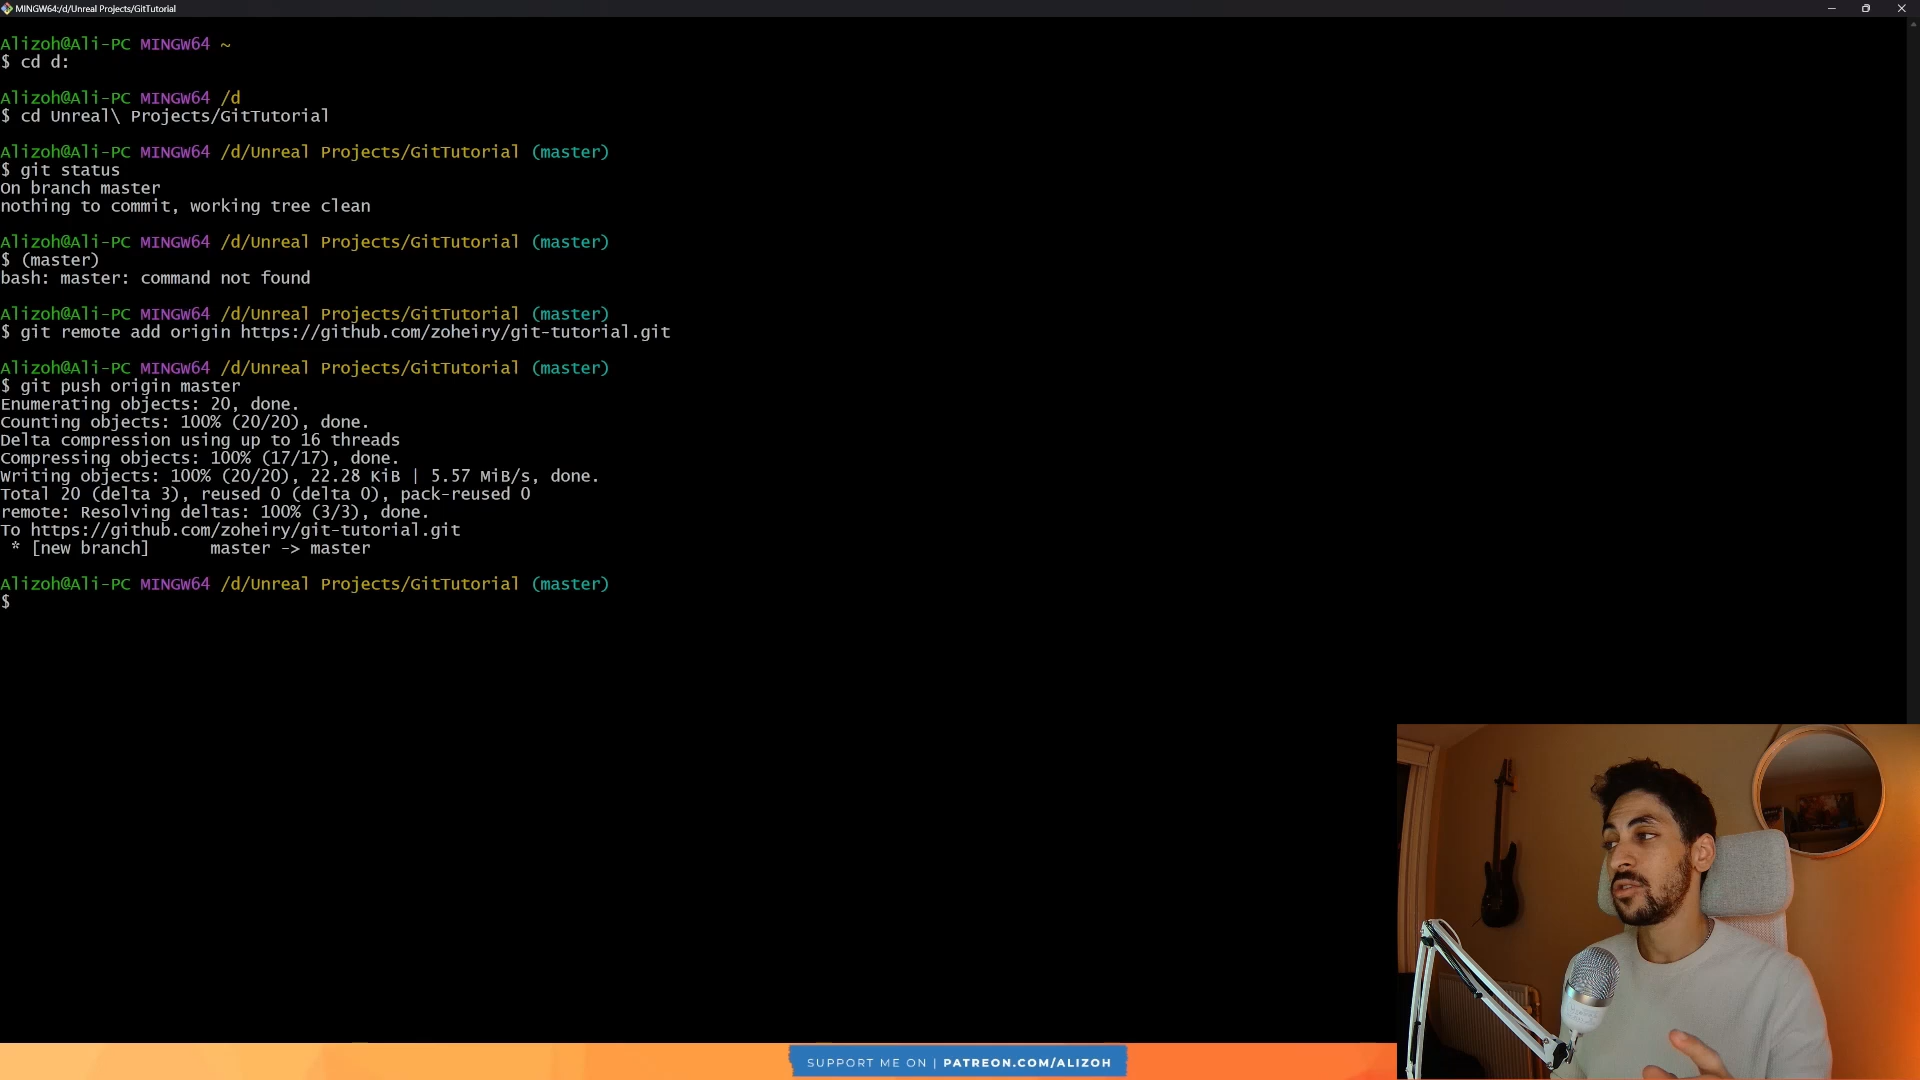 MINGW64:/d/Unreal Projects/GitTutorial
Alizoh@Ali-PC MINGW64 ~
$ cd d:
Alizoh@Ali-PC MINGW64 /d
$ cd Unreal\ Projects/GitTutorial
Alizoh@Ali-PC MINGW64 /d/Unreal Projects/GitTutorial (master)
$ git status
On branch master
nothing to commit, working tree clean
Alizoh@Ali-PC MINGW64 /d/Unreal Projects/GitTutorial (master)
$ (master)
bash: master: command not found
Alizoh@Ali-PC MINGW64 /d/Unreal Projects/GitTutorial (master)
$ git remote add origin https://github.com/zoheiry/git-tutorial.git
Alizoh@Ali-PC MINGW64 /d/Unreal Projects/GitTutorial (master)
$ git push origin master
Enumerating objects: 20, done.
Counting objects: 100% (20/20), done.
Delta compression using up to 16 threads
Compressing objects: 100% (17/17), done.
Writing objects: 100% (20/20), 22.28 KiB | 5.57 MiB/s, done.
Total 20 (delta 3), reused 0 (delta 0), pack-reused 0
remote: Resolving deltas: 100% (3/3), done.
To https://github.com/zoheiry/git-tutorial.git
 * [new branch]      master -> master
Alizoh@Ali-PC MINGW64 /d/Unreal Projects/GitTutorial (master)
$
SUPPORT ME ON | PATREON.COM/ALIZOH